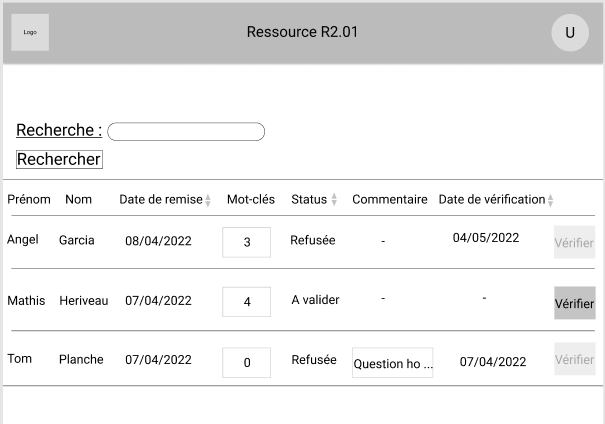 Logo
Ressource R2.01
U
Recherche :
Rechercher
Prénom Nom Date de remise Mot-clés Status Commentaire Date de vérification
Angel Garcia 08/04/2022 3 Refusée - 04/05/2022 Vérifier
Mathis Heriveau 07/04/2022 4 A valider - - Vérifier
Tom Planche 07/04/2022 0 Refusée Question ho ... 07/04/2022 Vérifier